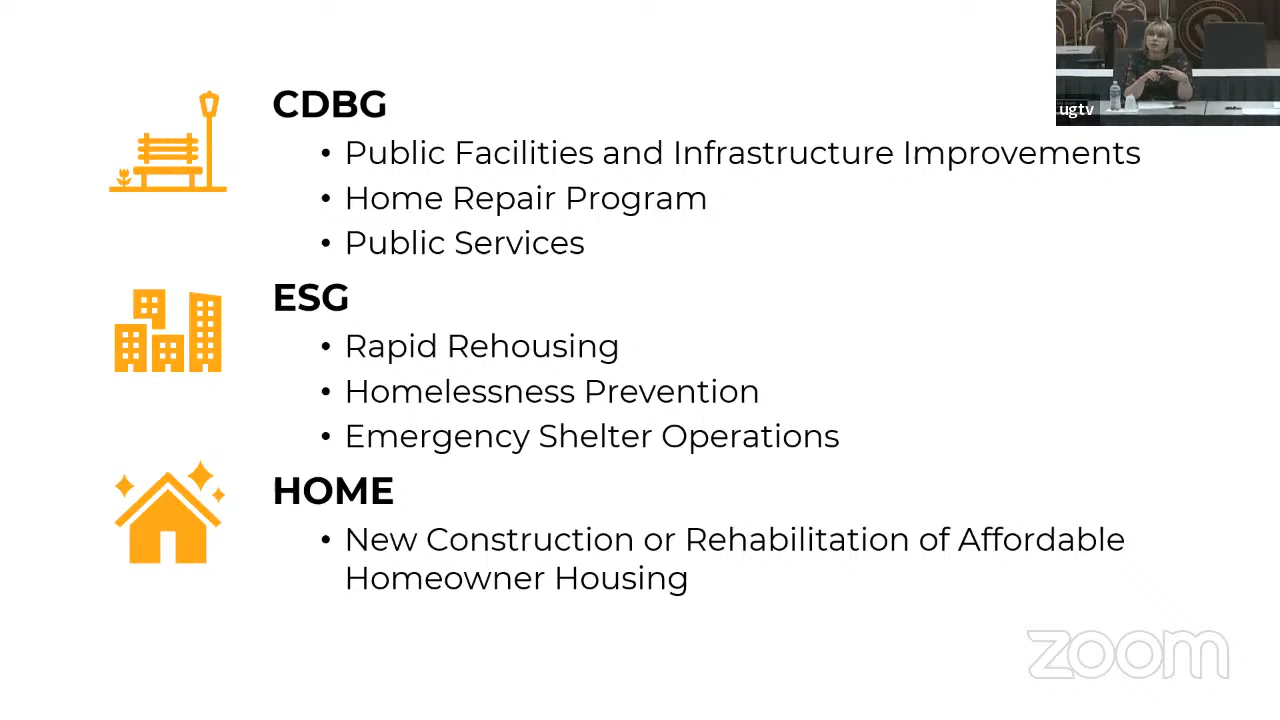 ugtv
CDBG
• Public Facilities and Infrastructure Improvements
• Home Repair Program
• Public Services
ESG
• Rapid Rehousing
• Homelessness Prevention
• Emergency Shelter Operations
HOME
• New Construction or Rehabilitation of Affordable
Homeowner Housing
zoom